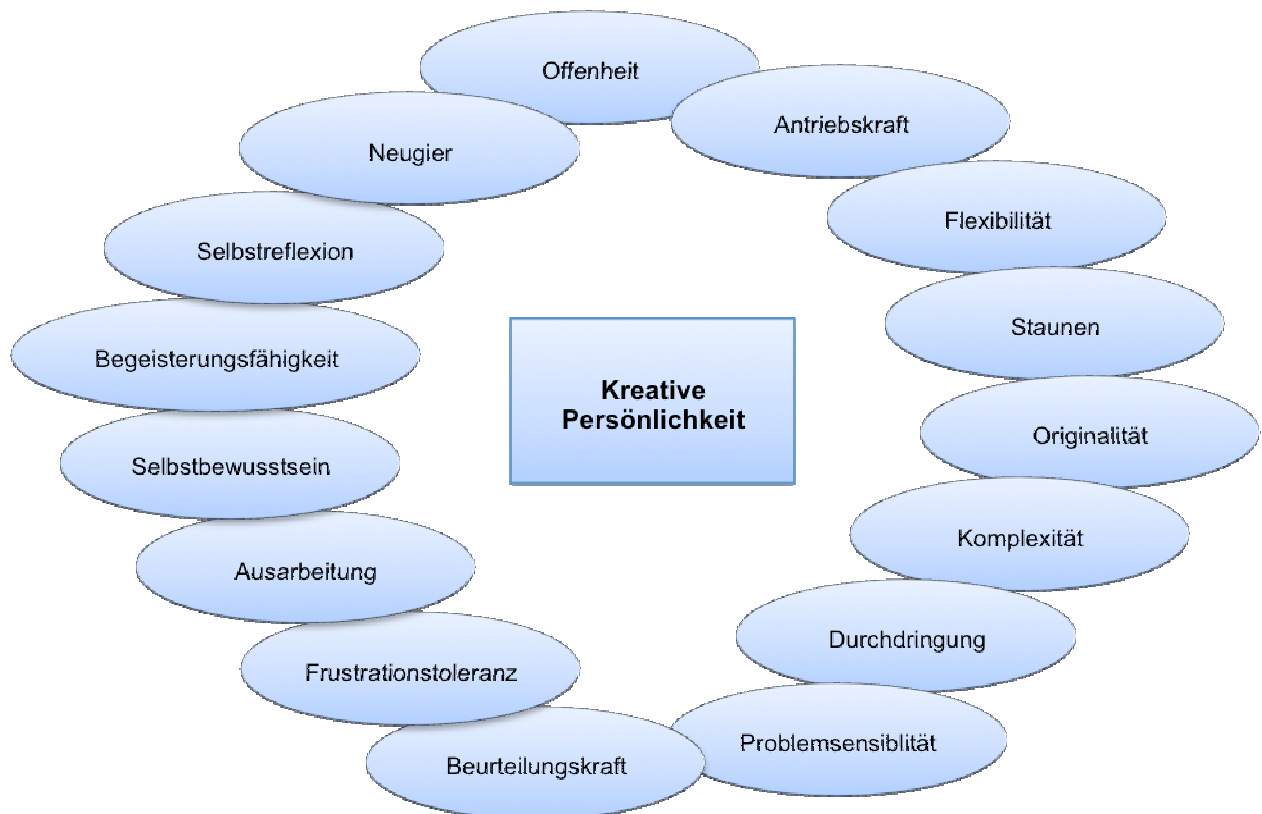 Offenheit
Antriebskraft
Neugier
Flexibilität
Selbstreflexion
Staunen
Begeisterungsfähigkeit
Kreative
Persönlichkeit
Originalität
Selbstbewusstsein
Komplexität
Ausarbeitung
Durchdringung
Frustrationstoleranz
Problemsensiblität
Beurteilungskraft